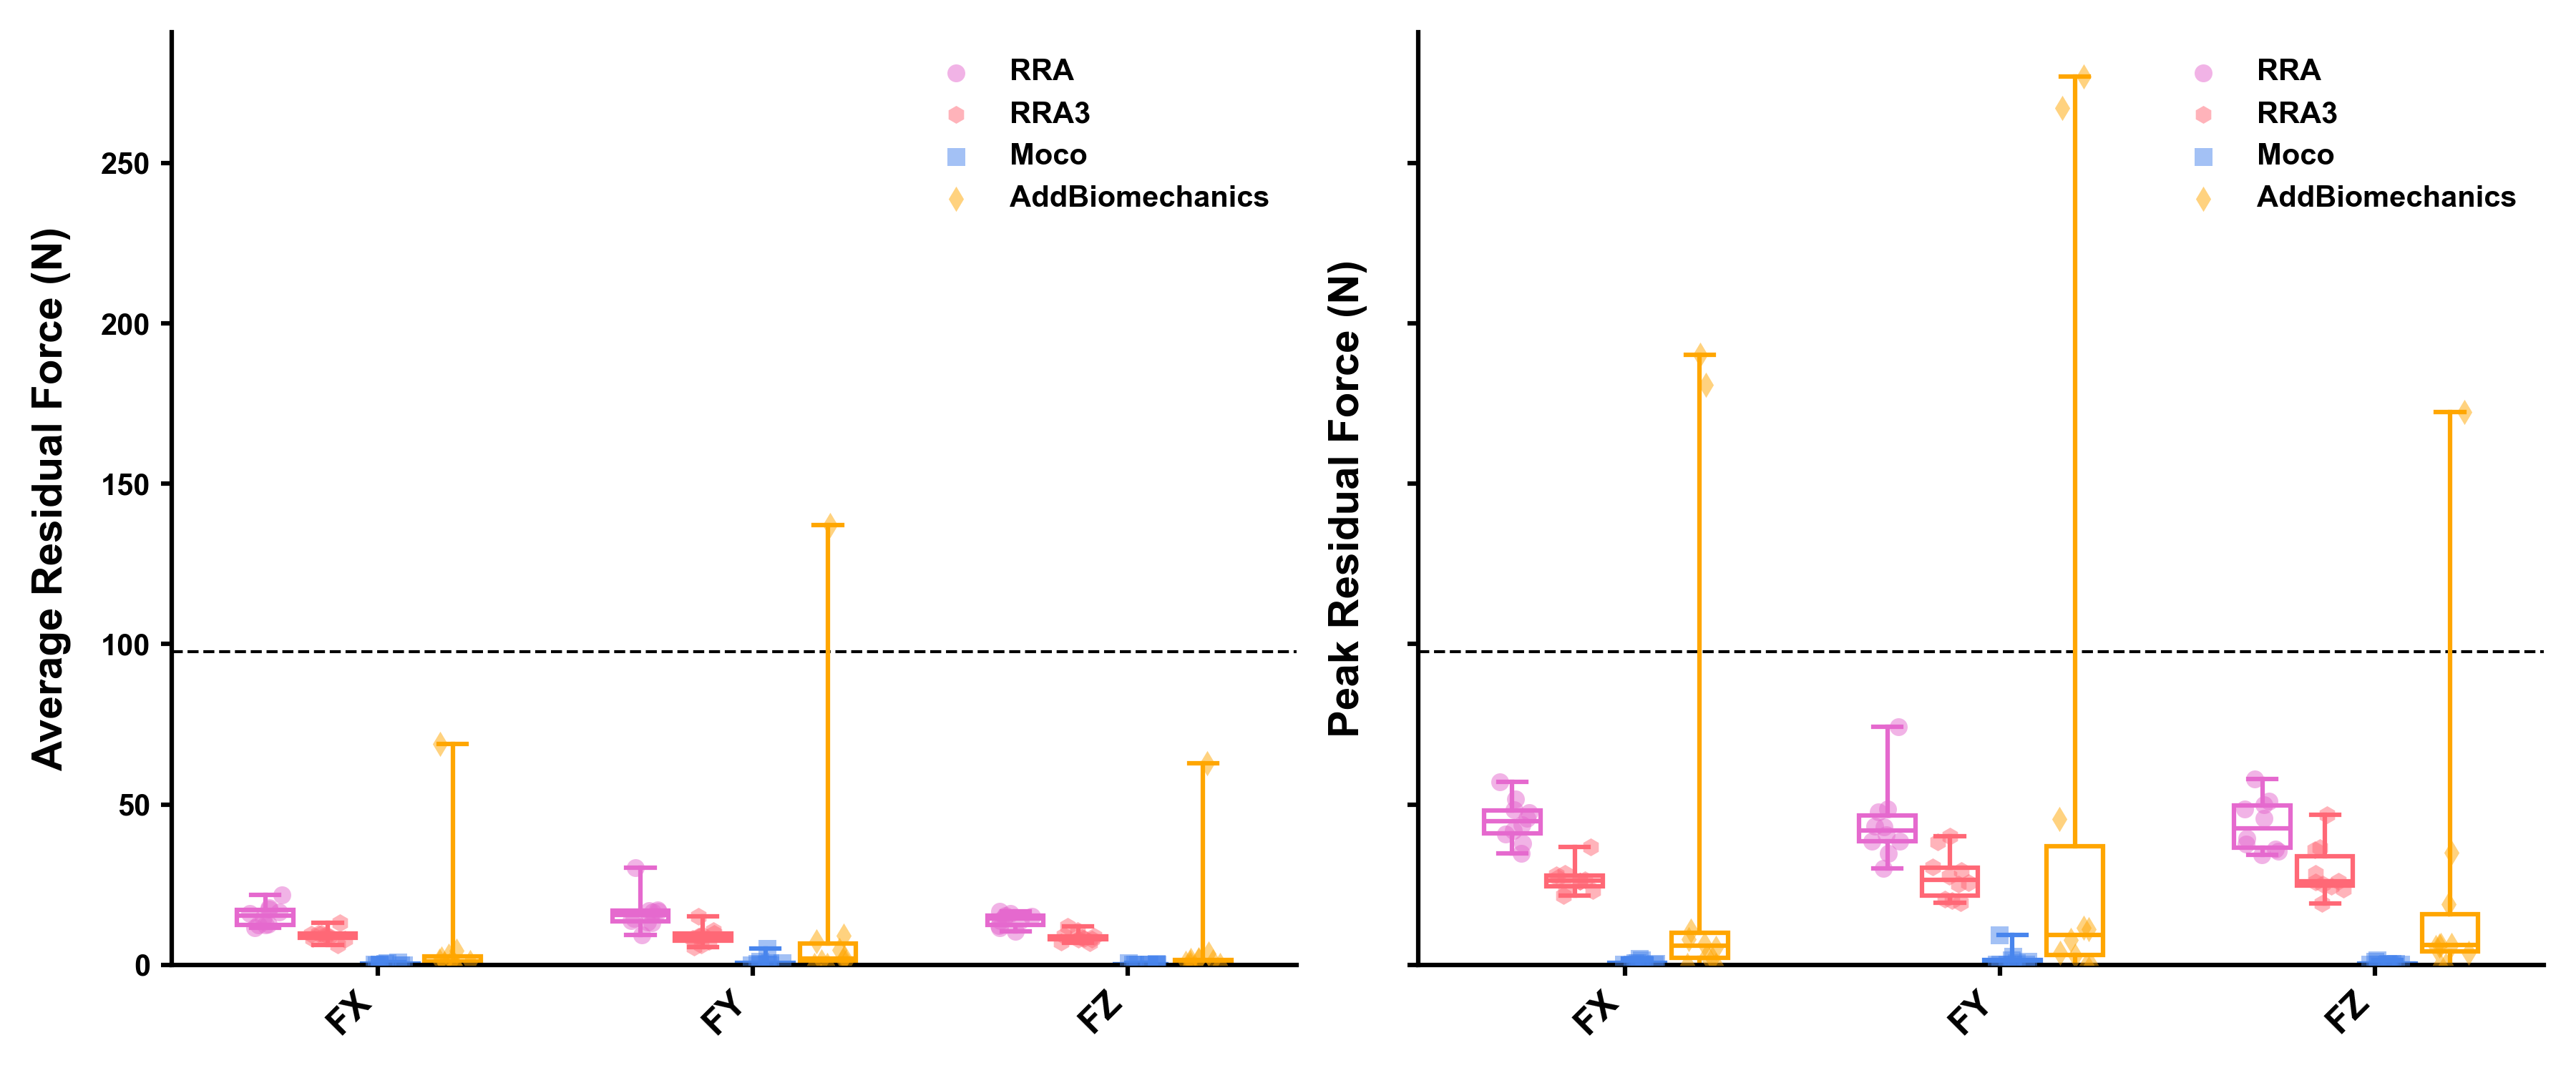 Average Residual Force (N)
250
200
150
100
50
0
FX
FY
FZ
RRA
RRA3
Moco
AddBiomechanics
Peak Residual Force (N)
FX
FY
FZ
RRA
RRA3
Moco
AddBiomechanics